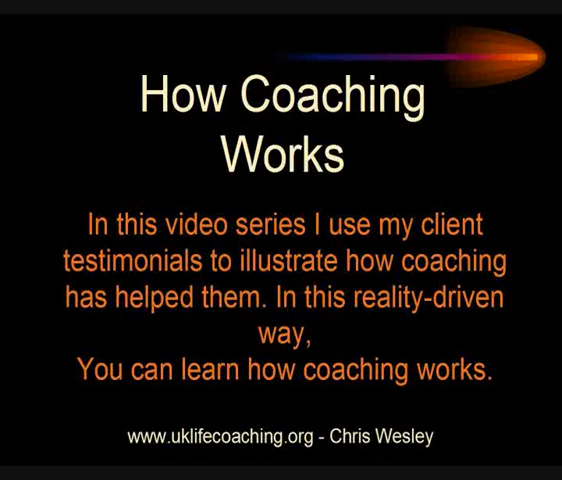 How Coaching
Works
In this video series I use my client
testimonials to illustrate how coaching
has helped them. In this reality-driven
way,
You can learn how coaching works.
www.uklifecoaching.org - Chris Wesley